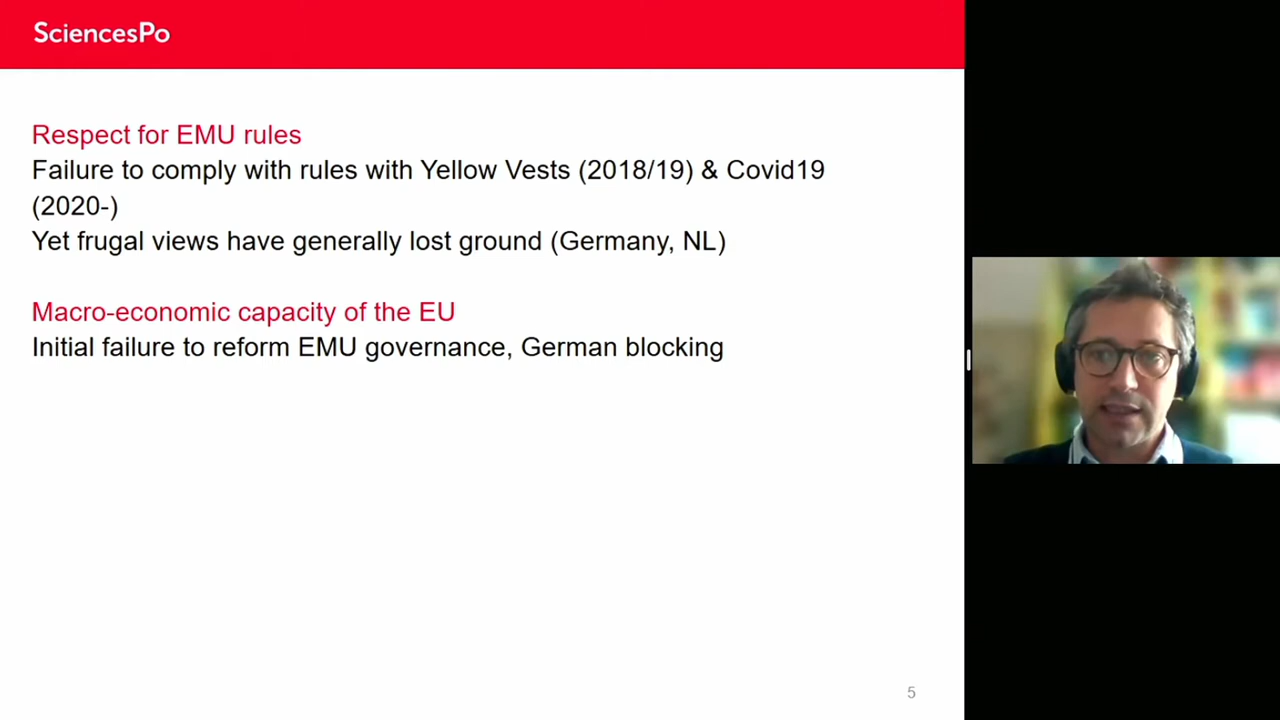 SciencesPo
Respect for EMU rules
Failure to comply with rules with Yellow Vests (2018/19) & Covid19
(2020-)
Yet frugal views have generally lost ground (Germany, NL)
Macro-economic capacity of the EU
Initial failure to reform EMU governance, German blocking
5